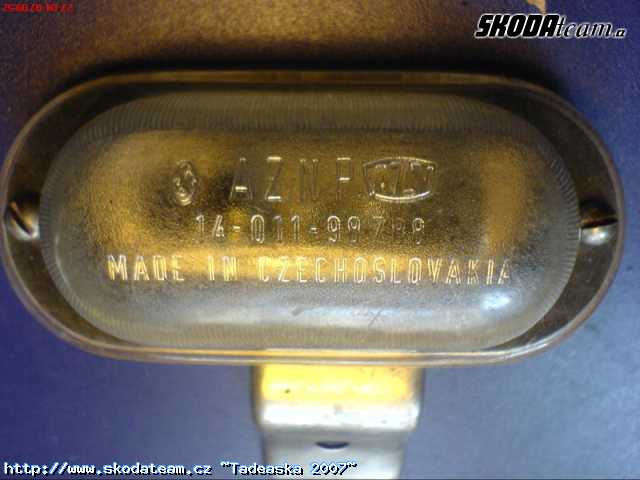 SKODAteam.cz
AZNP
14-011-98788
MADE IN CZECHOSLOVAKIA
http://www.skodateam.cz ~Tadeaska 2007~